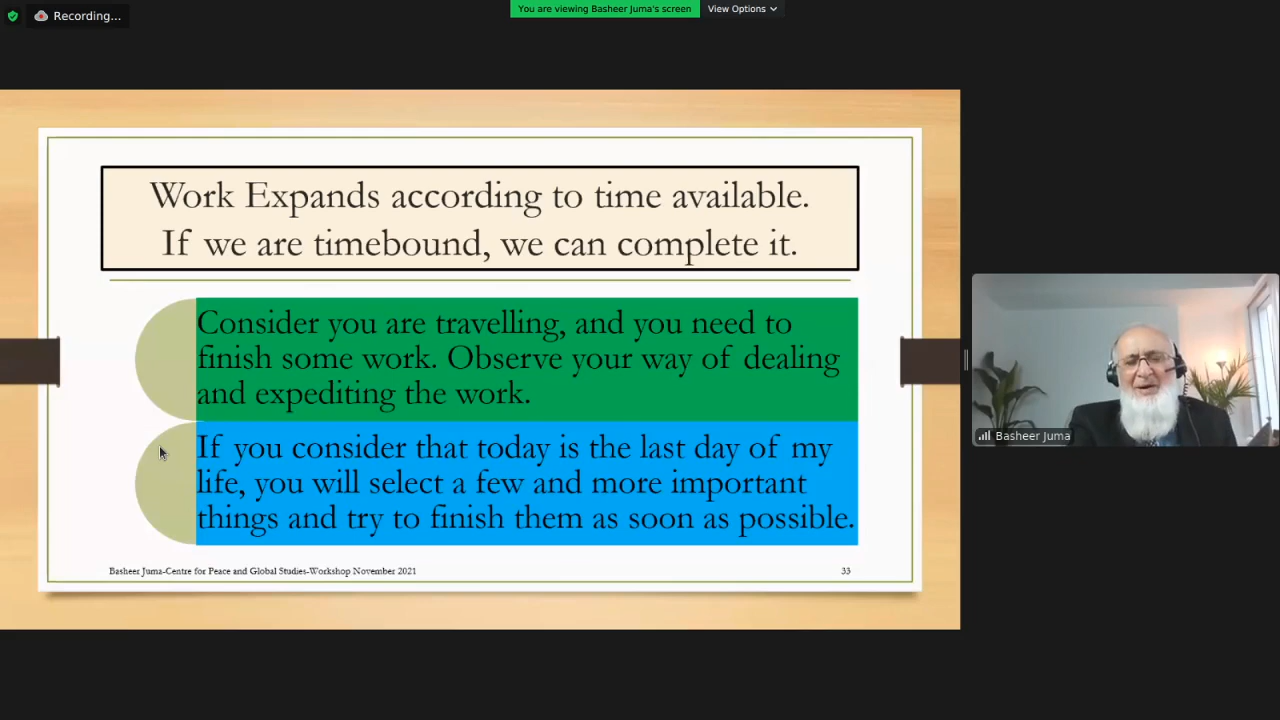 Recording...
You are viewing Basheer Juma's screen
View Options
Work Expands according to time available.
If we are timebound, we can complete it.
Consider you are travelling, and you need to
finish some work. Observe your way of dealing
and expediting the work.
If you consider that today is the last day of my
life, you will select a few and more important
things and try to finish them as soon as possible.
Basheer Juma-Centre for Peace and Global Studies-Workshop November 2021
33
Basheer Juma